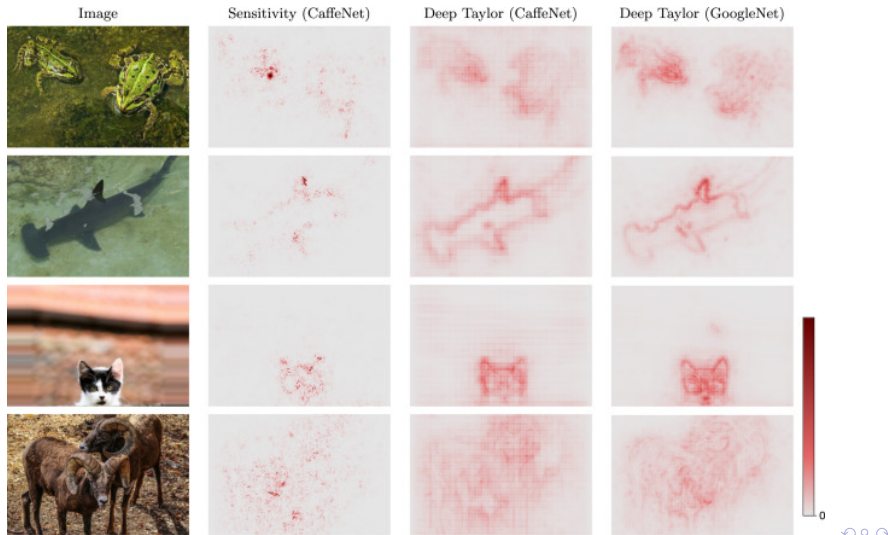 Image
Sensitivity (CaffeNet)
Deep Taylor (CaffeNet)
Deep Taylor (GoogleNet)
0